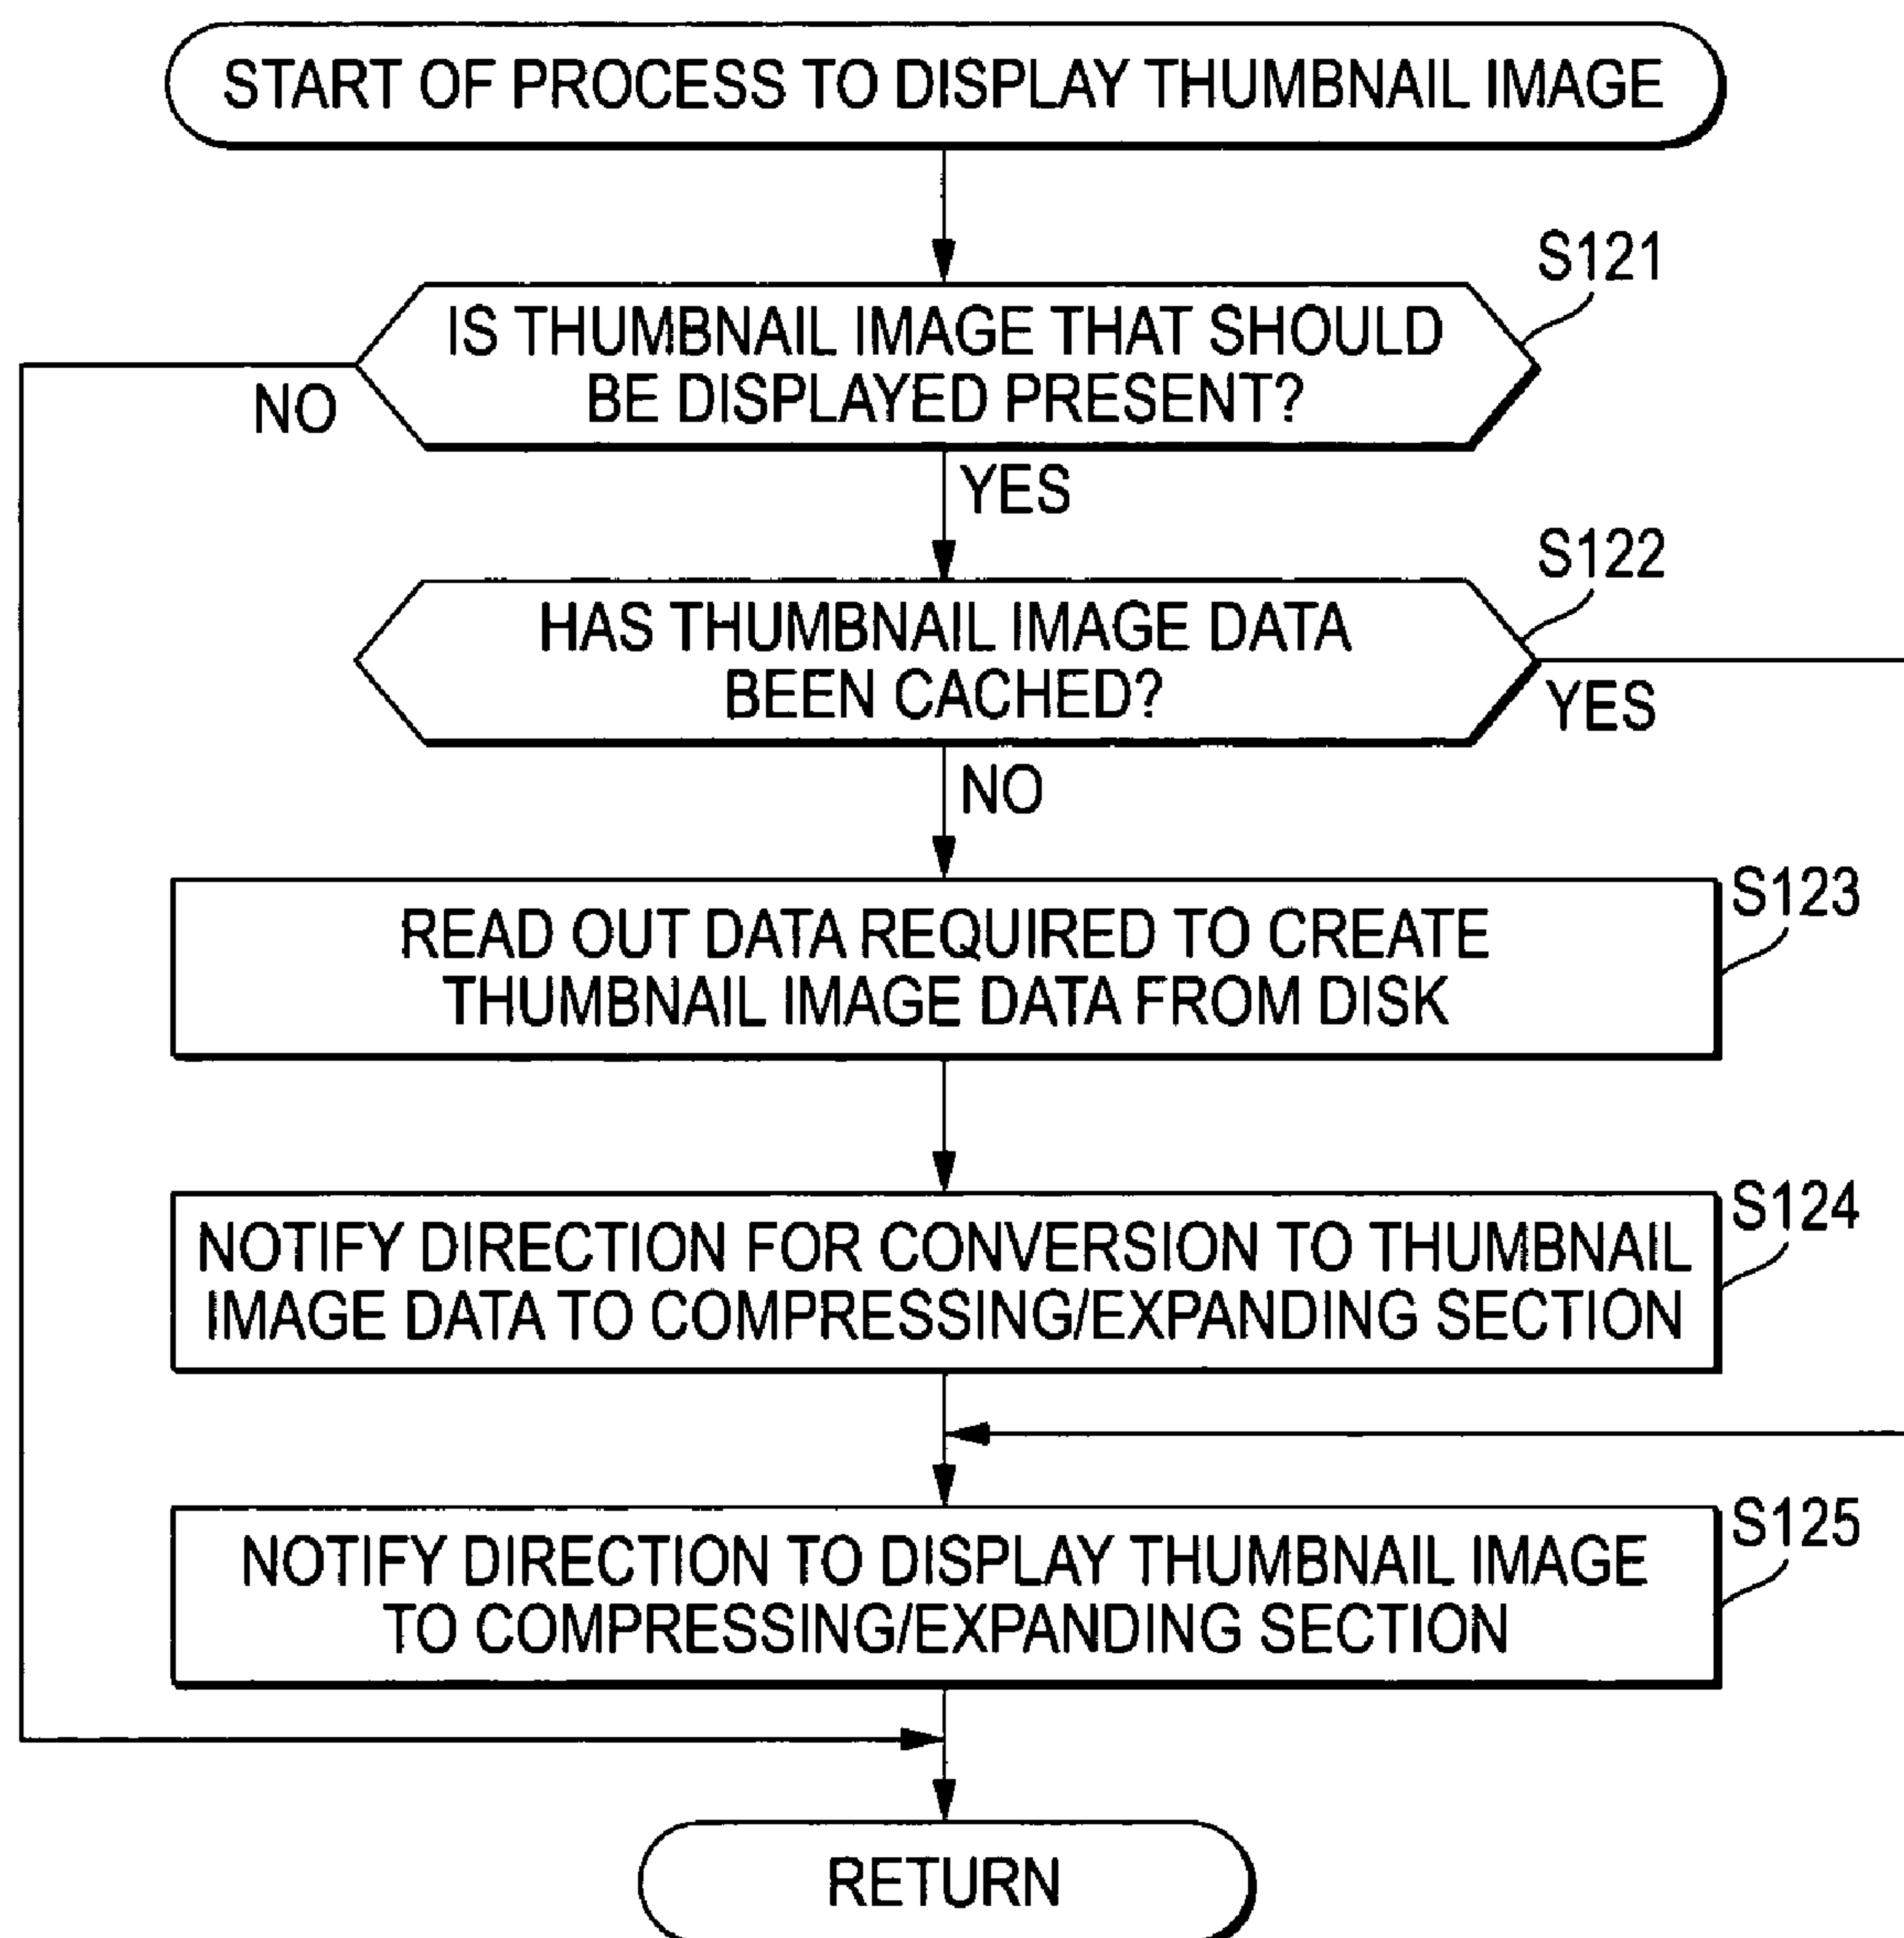 START OF PROCESS TO DISPLAY THUMBNAIL IMAGE
S121
IS THUMBNAIL IMAGE THAT SHOULD
BE DISPLAYED PRESENT?
NO
YES
S122
HAS THUMBNAIL IMAGE DATA
BEEN CACHED?
YES
NO
S123
READ OUT DATA REQUIRED TO CREATE
THUMBNAIL IMAGE DATA FROM DISK
S124
NOTIFY DIRECTION FOR CONVERSION TO THUMBNAIL
IMAGE DATA TO COMPRESSING/EXPANDING SECTION
S125
NOTIFY DIRECTION TO DISPLAY THUMBNAIL IMAGE
TO COMPRESSING/EXPANDING SECTION
RETURN